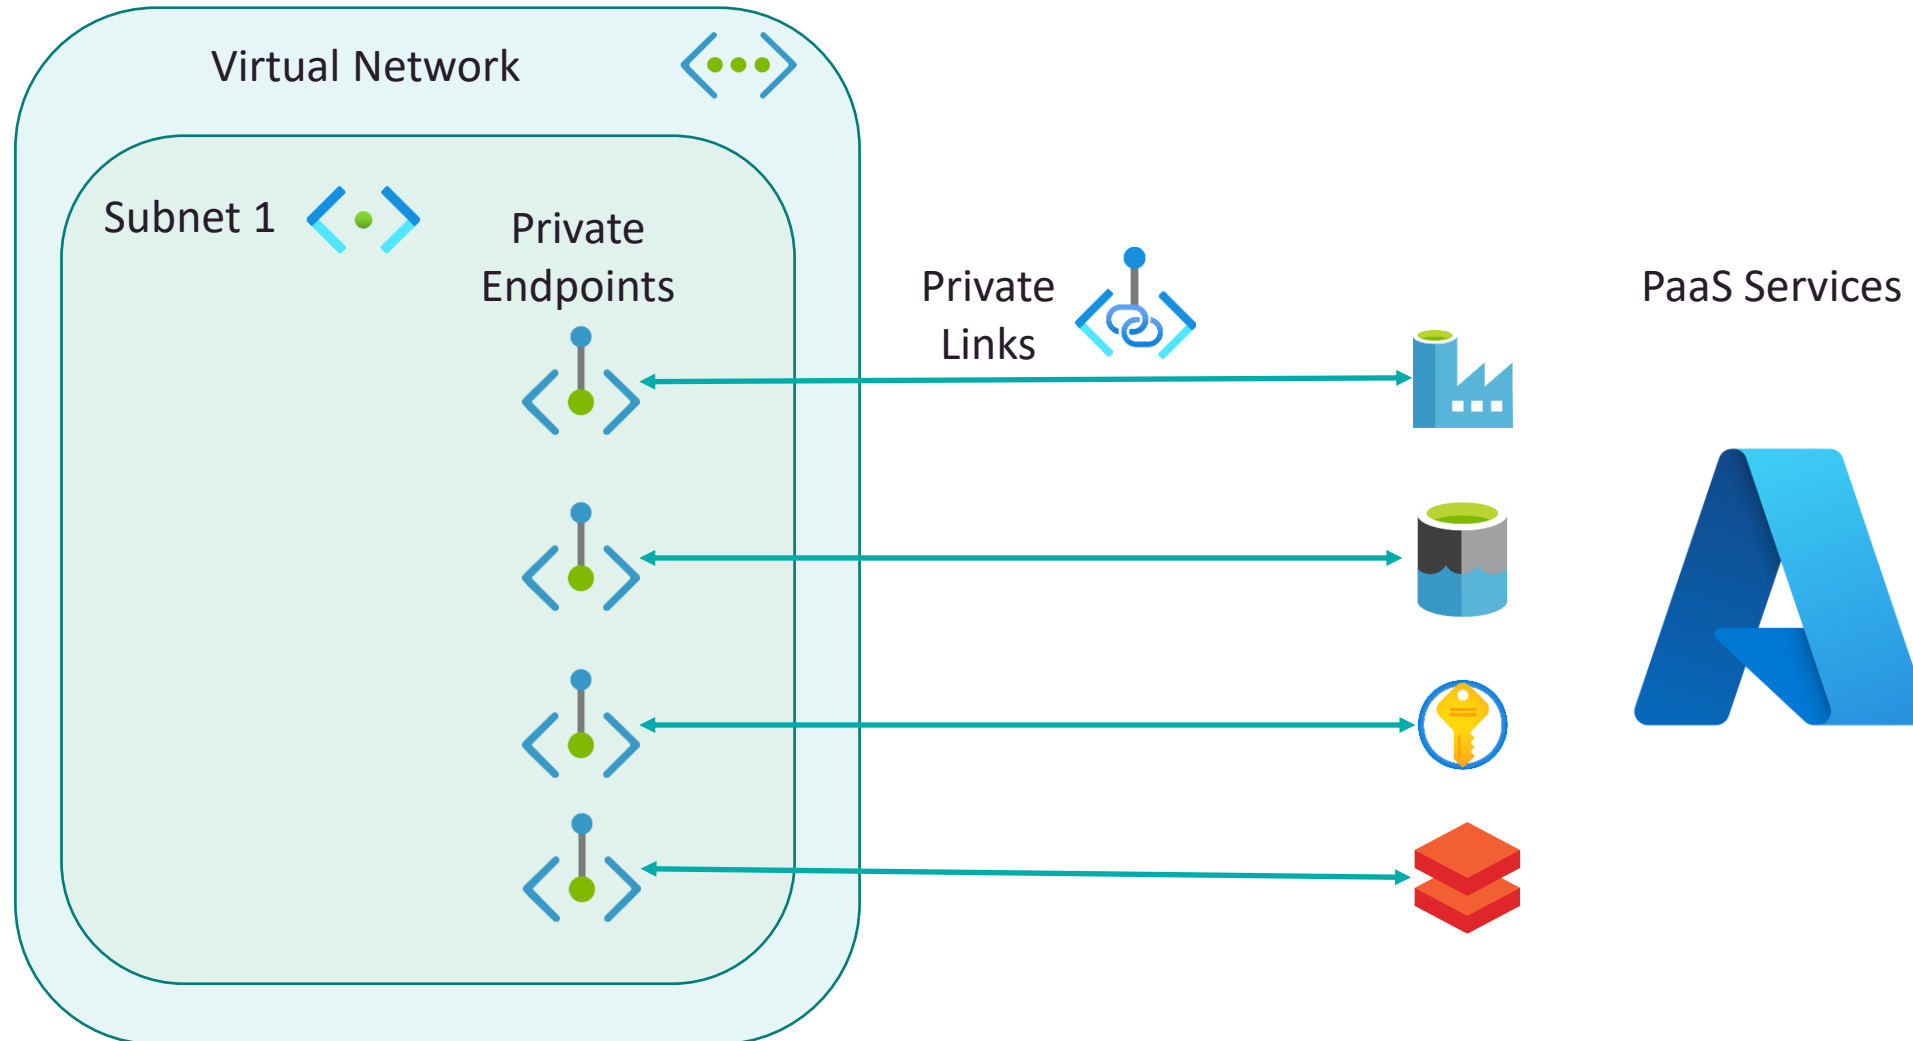 Virtual Network
Subnet 1
Private
Endpoints
Private
Links
PaaS Services